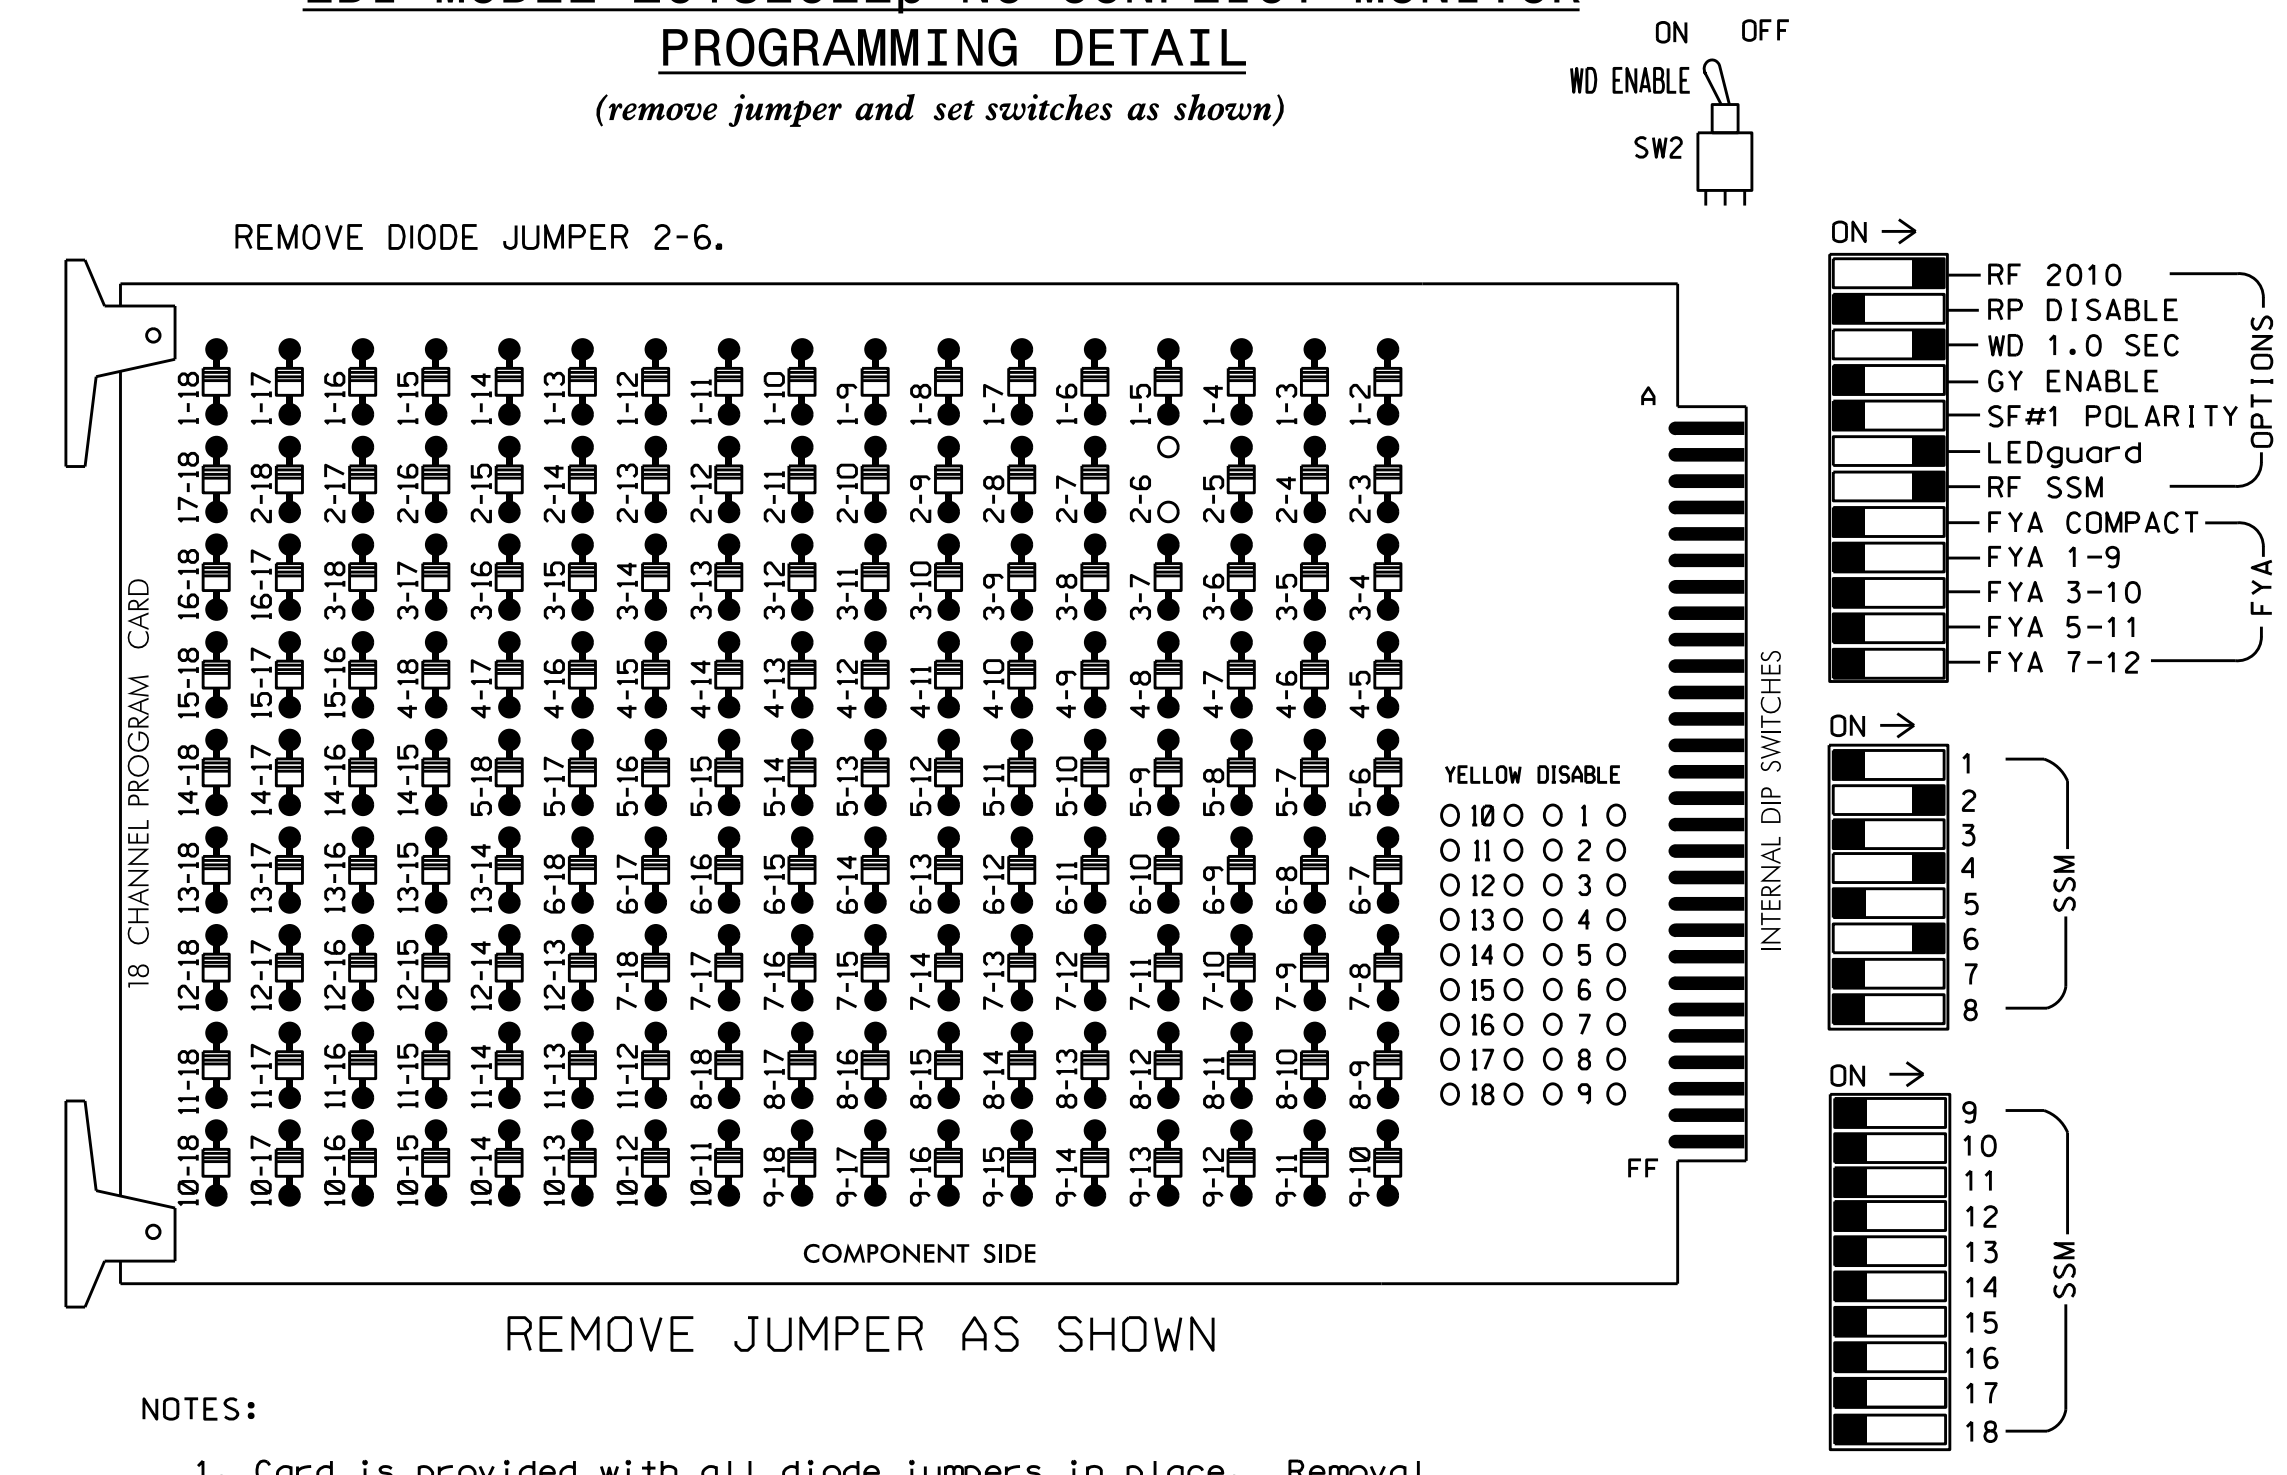 PROGRAMMING DETAIL
(remove jumper and set switches as shown)
ON OFF
WD ENABLE
SW2
REMOVE DIODE JUMPER 2-6.
18 CHANNEL PROGRAM CARD
1-18 1-17 1-16 1-15 1-14 1-13 1-12 1-11 1-10 1-9 1-8 1-7 1-6 1-5 1-4 1-3 1-2
17-18 2-18 2-17 2-16 2-15 2-14 2-13 2-12 2-11 2-10 2-9 2-8 2-7 2-6 2-5 2-4 2-3
16-18 16-17 3-18 3-17 3-16 3-15 3-14 3-13 3-12 3-11 3-10 3-9 3-8 3-7 3-6 3-5 3-4
15-18 15-17 15-16 4-18 4-17 4-16 4-15 4-14 4-13 4-12 4-11 4-10 4-9 4-8 4-7 4-6 4-5
14-18 14-17 14-16 14-15 5-18 5-17 5-16 5-15 5-14 5-13 5-12 5-11 5-10 5-9 5-8 5-7 5-6
13-18 13-17 13-16 13-15 13-14 6-18 6-17 6-16 6-15 6-14 6-13 6-12 6-11 6-10 6-9 6-8 6-7
12-18 12-17 12-16 12-15 12-14 12-13 7-18 7-17 7-16 7-15 7-14 7-13 7-12 7-11 7-10 7-9 7-8
11-18 11-17 11-16 11-15 11-14 11-13 11-12 8-18 8-17 8-16 8-15 8-14 8-13 8-12 8-11 8-10 8-9
10-18 10-17 10-16 10-15 10-14 10-13 10-12 10-11 9-18 9-17 9-16 9-15 9-14 9-13 9-12 9-11 9-10
COMPONENT SIDE
A
YELLOW DISABLE
10 1
11 2
12 3
13 4
14 5
15 6
16 7
17 8
18 9
FF
INTERNAL DIP SWITCHES
ON
RF 2010
RP DISABLE
WD 1.0 SEC
GY ENABLE
SF#1 POLARITY
LEDguard
RF SSM
OPTIONS
FYA COMPACT
FYA 1-9
FYA 3-10
FYA 5-11
FYA 7-12
FYA
ON
1
2
3
4
5
6
7
8
SSM
ON
9
10
11
12
13
14
15
16
17
18
SSM
REMOVE JUMPER AS SHOWN
NOTES:
1. Card is provided with all diode jumpers in place. Removal